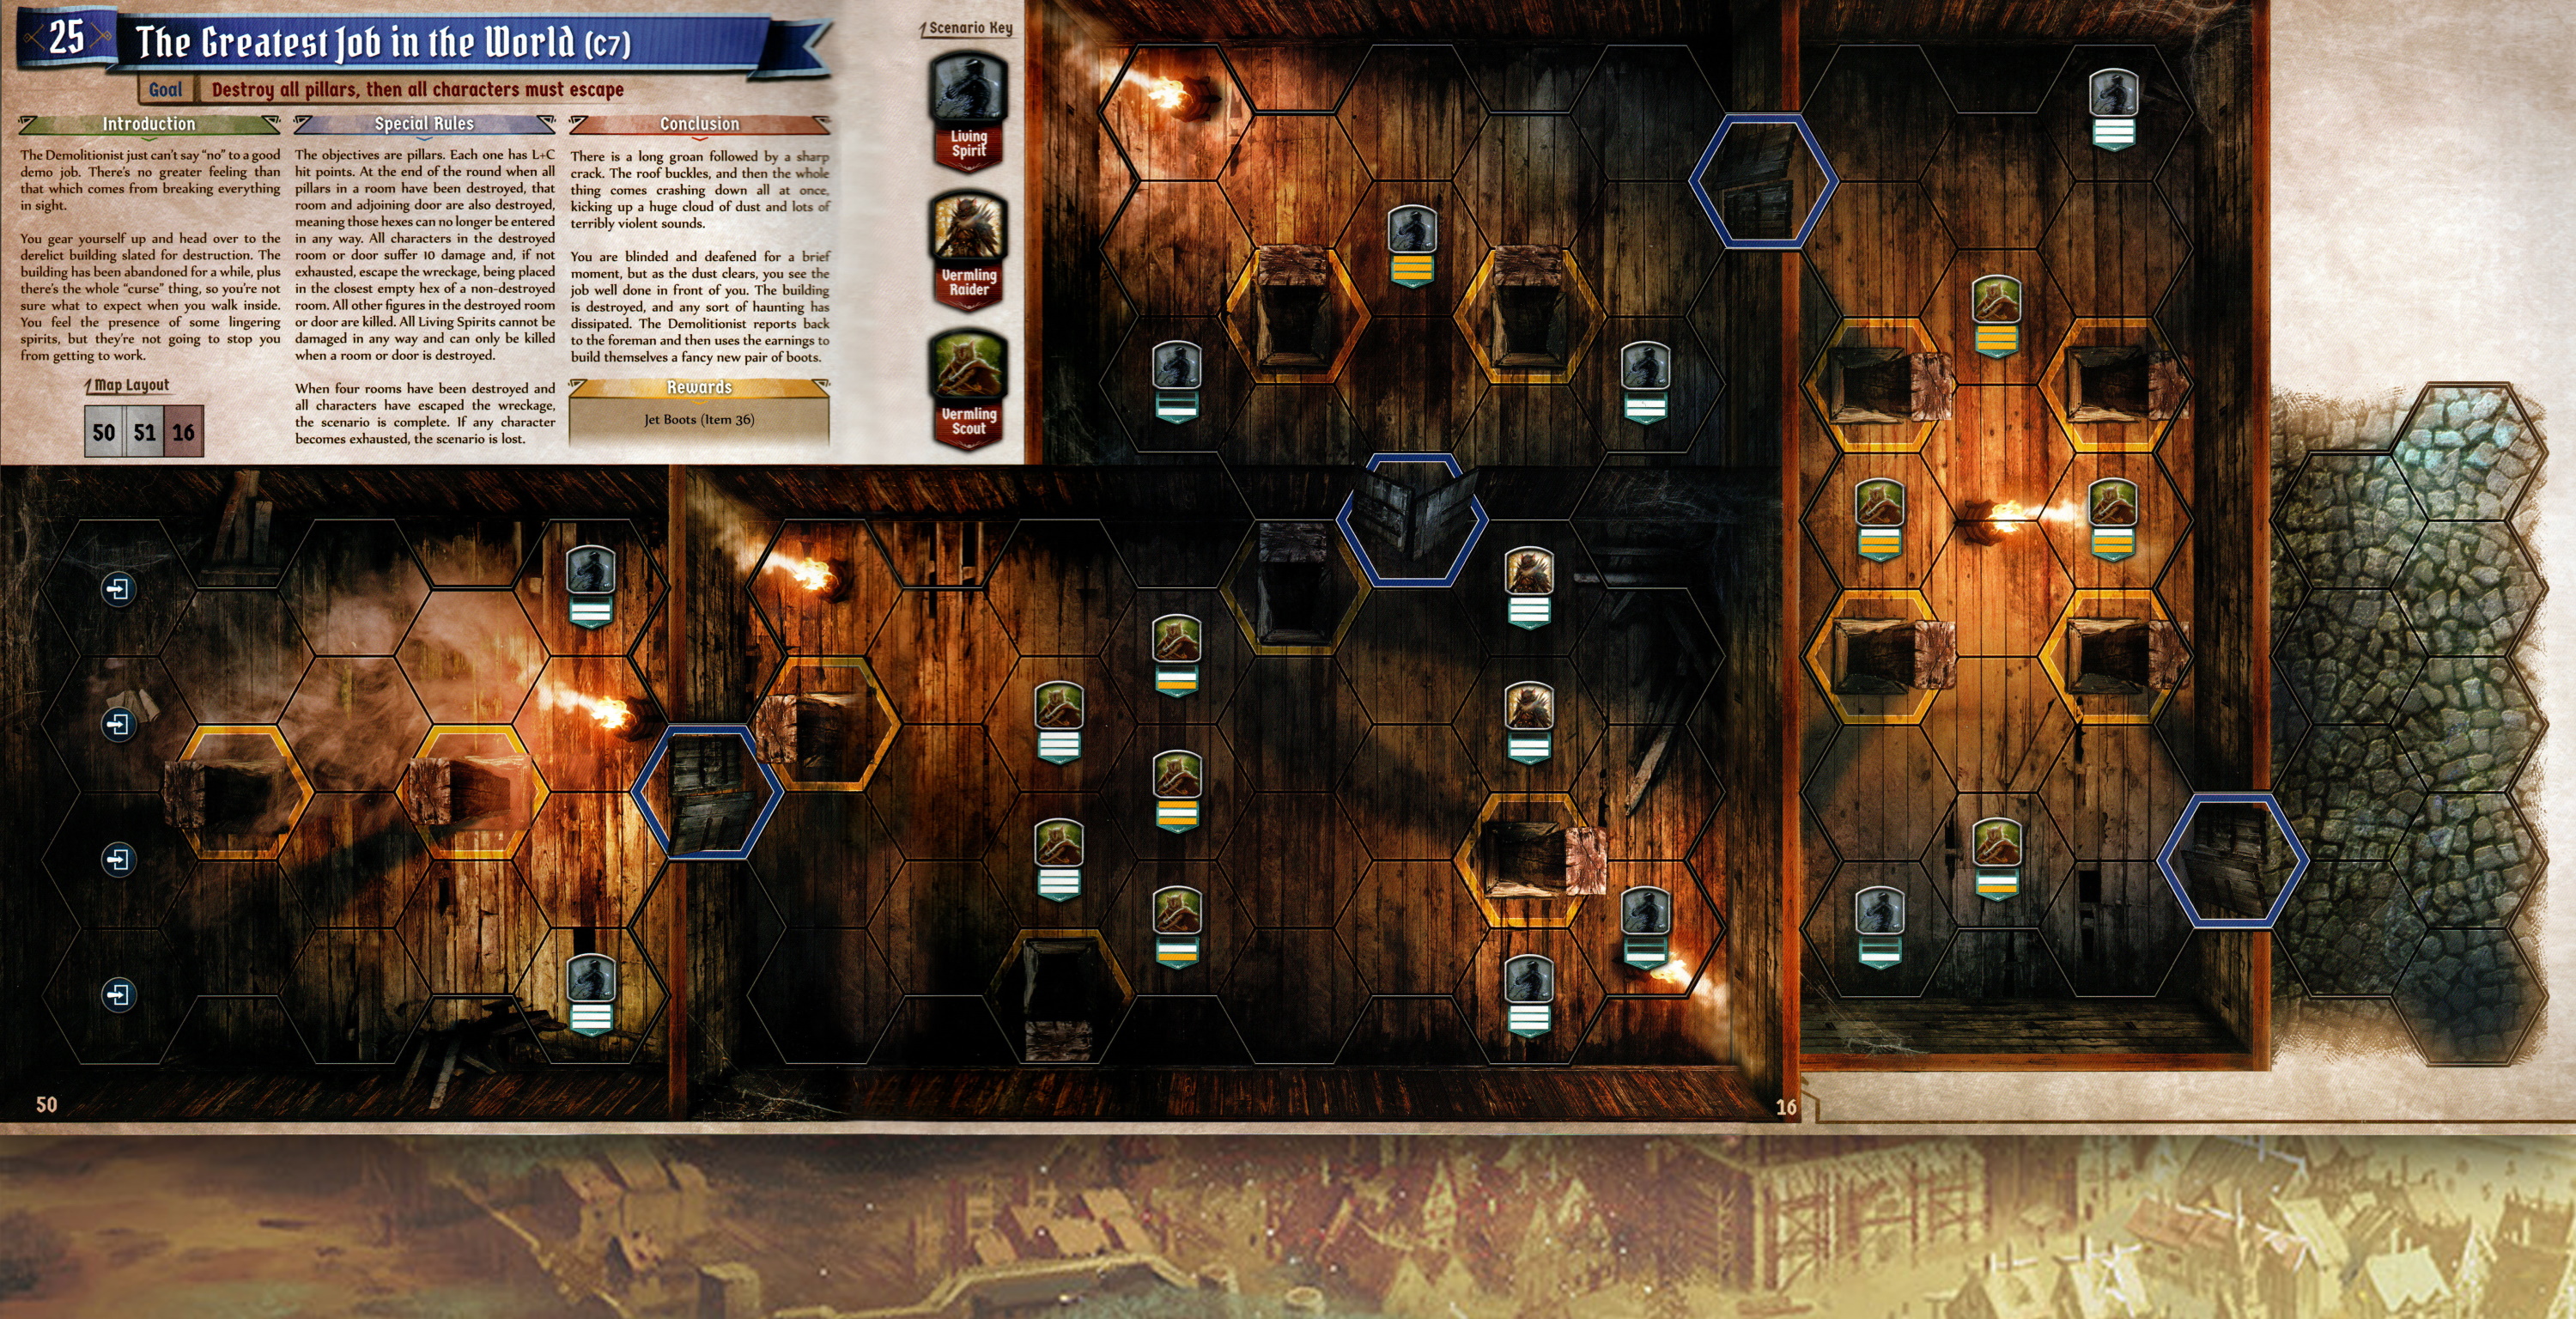 25
The Greatest Job in the World (C7)
Goal
Destroy all pillars, then all characters must escape
Introduction
The Demolitionist just can't say "no" to a good
demo job. There's no greater feeling than
that which comes from breaking everything
in sight.
You gear yourself up and head over to the
derelict building slated for destruction. The
building has been abandoned for a while, plus
there's the whole "curse" thing, so you're not
sure what to expect when you walk inside.
You feel the presence of some lingering
spirits, but they're not going to stop you
from getting to work.
Map Layout
50 51 16
Special Rules
The objectives are pillars. Each one has L+C
hit points. At the end of the round when all
pillars in a room have been destroyed, that
room and adjoining door are also destroyed,
meaning those hexes can no longer be entered
in any way. All characters in the destroyed
room or door suffer 10 damage and, if not
exhausted, escape the wreckage, being placed
in the closest empty hex of a non-destroyed
room. All other figures in the destroyed room
or door are killed. All Living Spirits cannot be
damaged in any way and can only be killed
when a room or door is destroyed.
When four rooms have been destroyed and
all characters have escaped the wreckage,
the scenario is complete. If any character
becomes exhausted, the scenario is lost.
Conclusion
There is a long groan followed by a sharp
crack. The roof buckles, and then the whole
thing comes crashing down all at once,
kicking up a huge cloud of dust and lots of
terribly violent sounds.
You are blinded and deafened for a brief
moment, but as the dust clears, you see the
job well done in front of you. The building
is destroyed, and any sort of haunting has
dissipated. The Demolitionist reports back
to the foreman and then uses the earnings to
build themselves a fancy new pair of boots.
Rewards
Jet Boots (Item 36)
Scenario Key
Living
Spirit
Vermling
Raider
Vermling
Scout
50
16